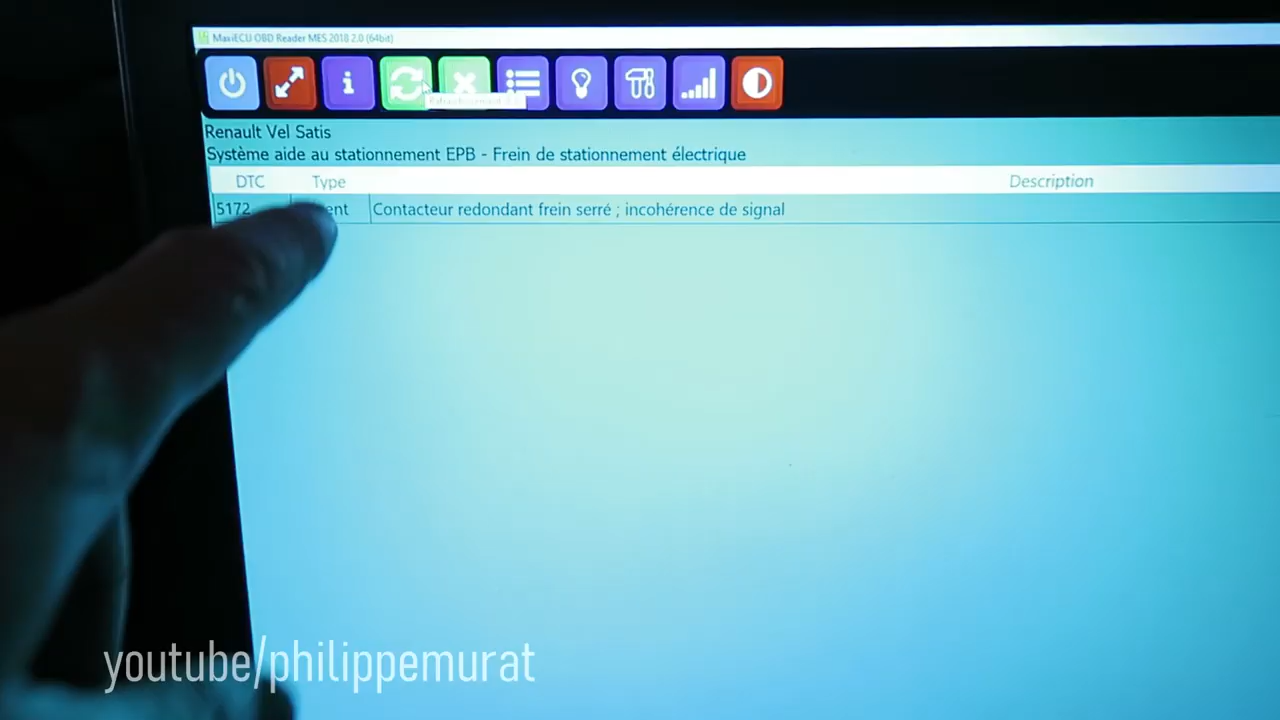 MaxiECU OBD Reader MES 2018 2.0 (64bit)
Renault Vel Satis
Système aide au stationnement EPB - Frein de stationnement électrique
DTC Type Description
5172 Contacteur redondant frein serré ; incohérence de signal
youtube/philippemurat